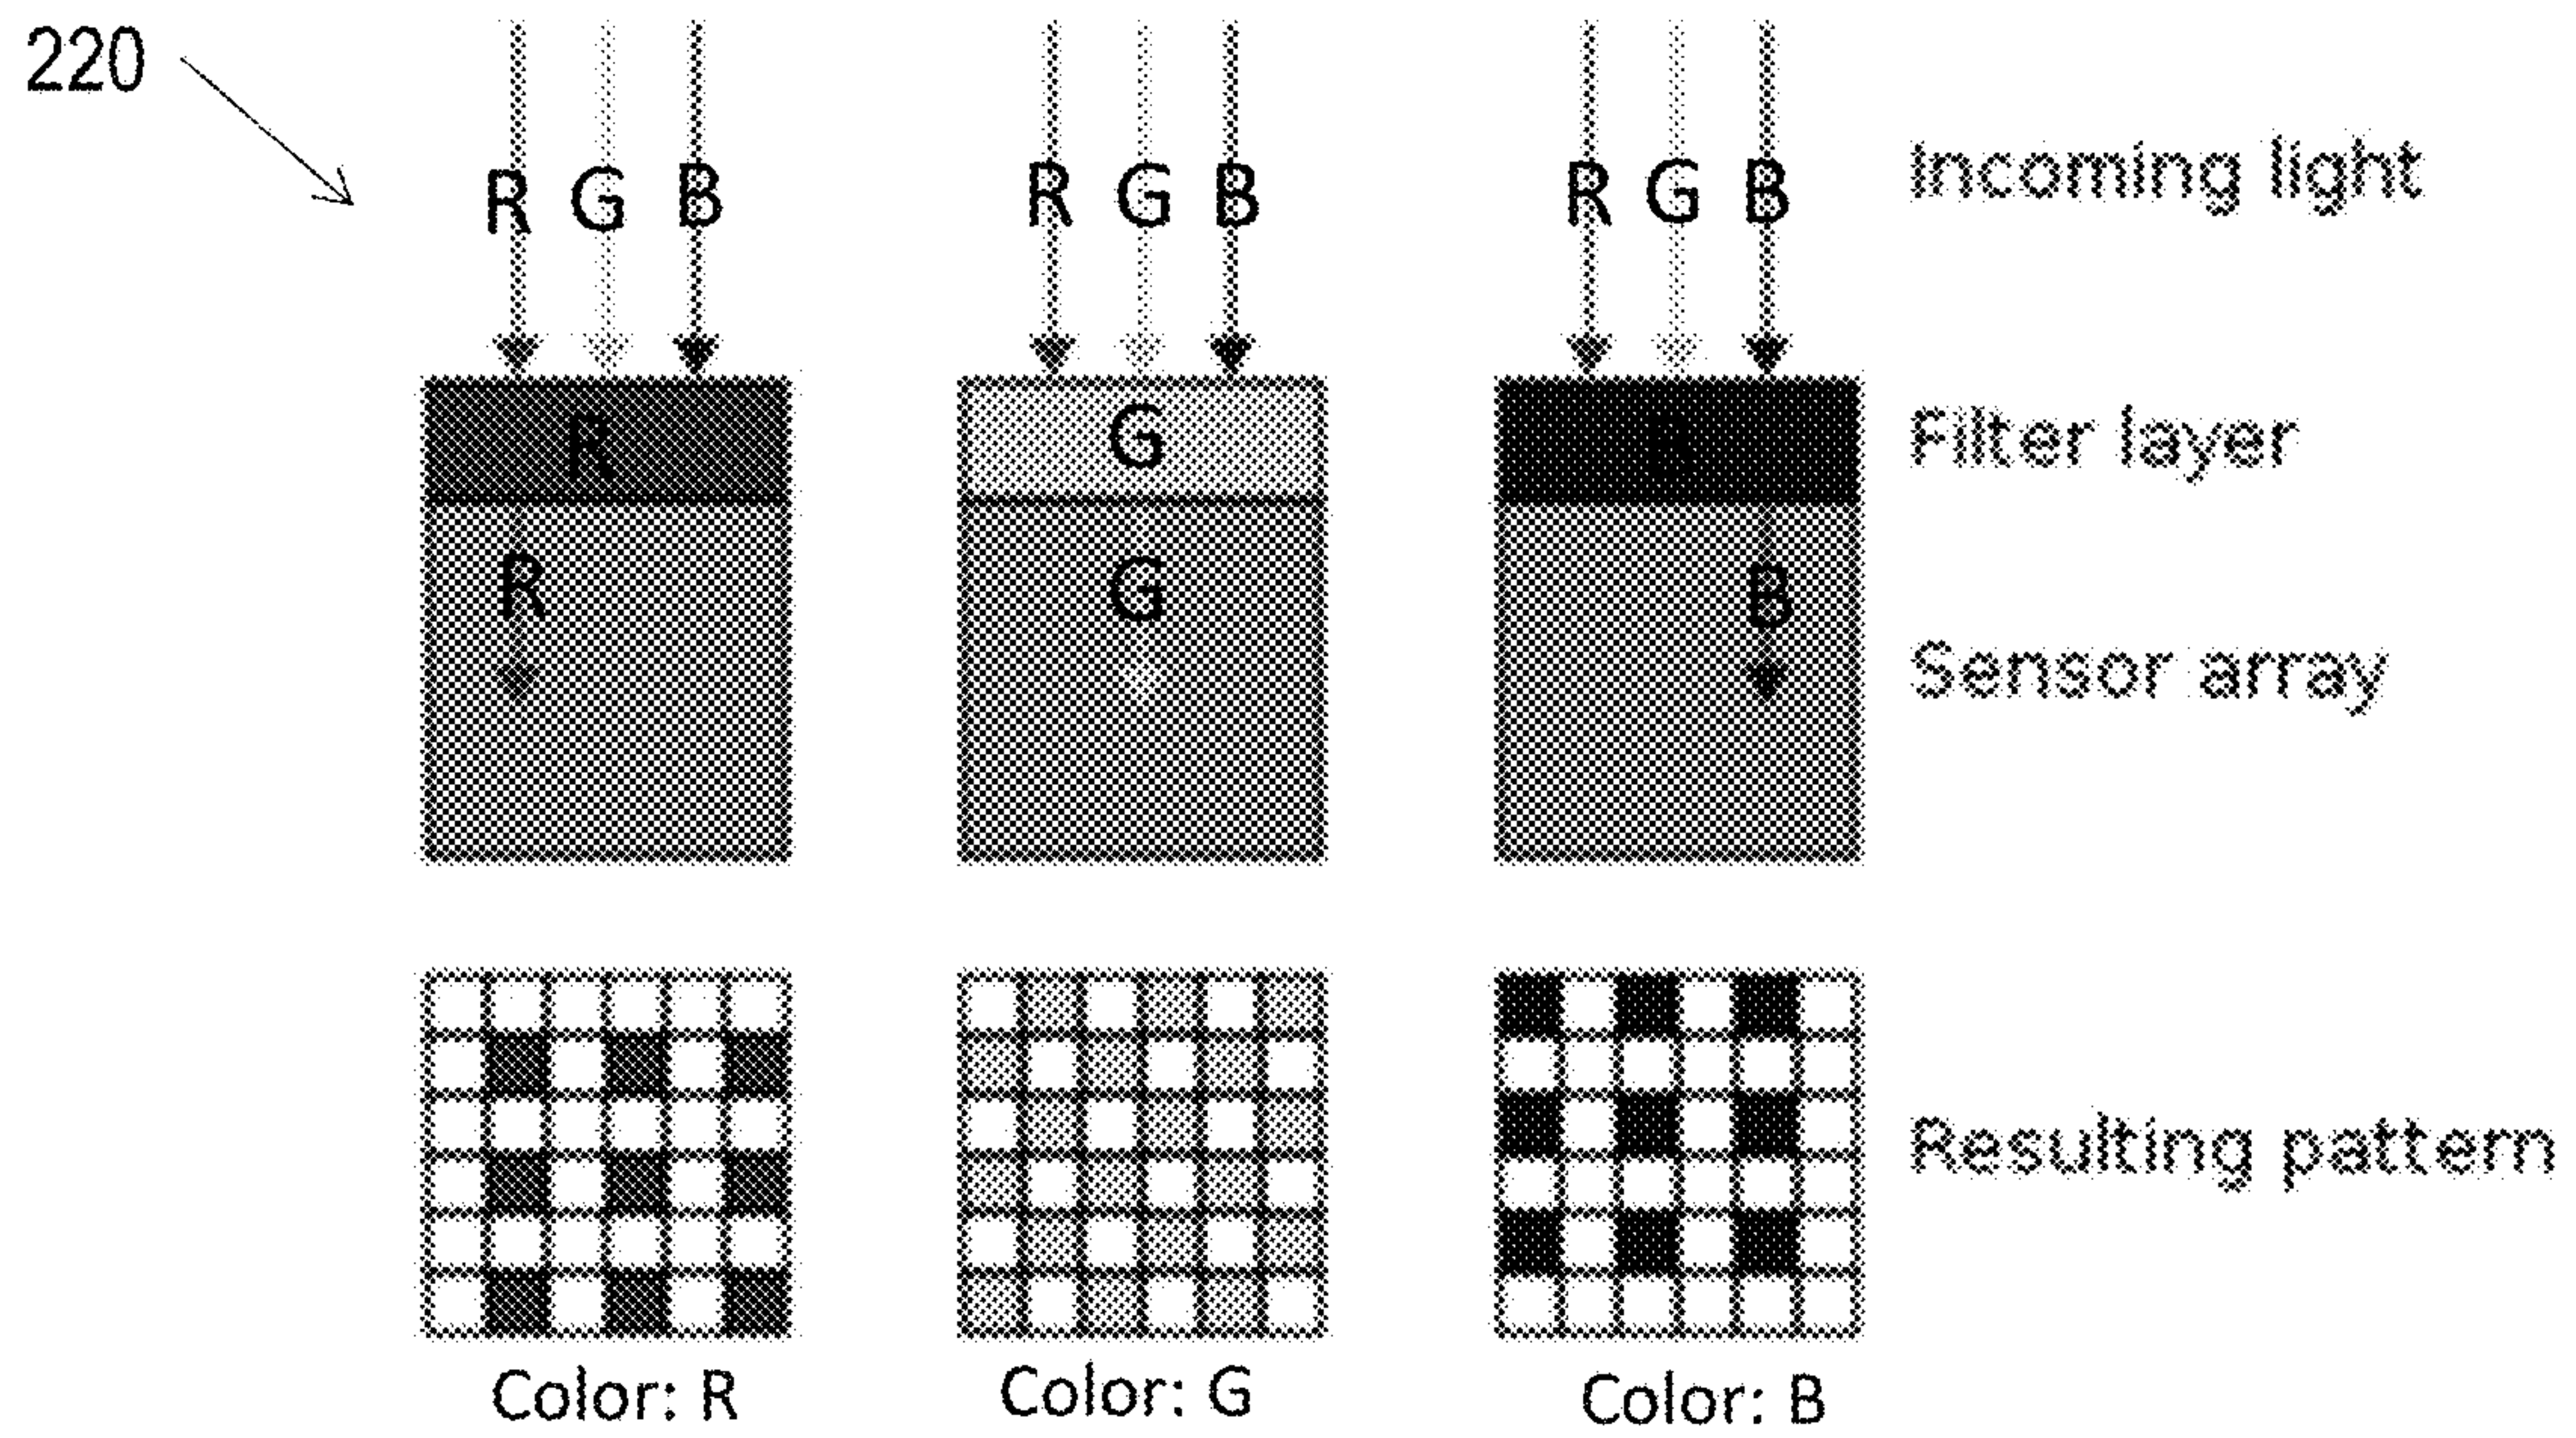 220
R G B R G B R G B Incoming light
R G B Filter layer
R G B
Sensor array
Resulting pattern
Color: R Color: G Color: B